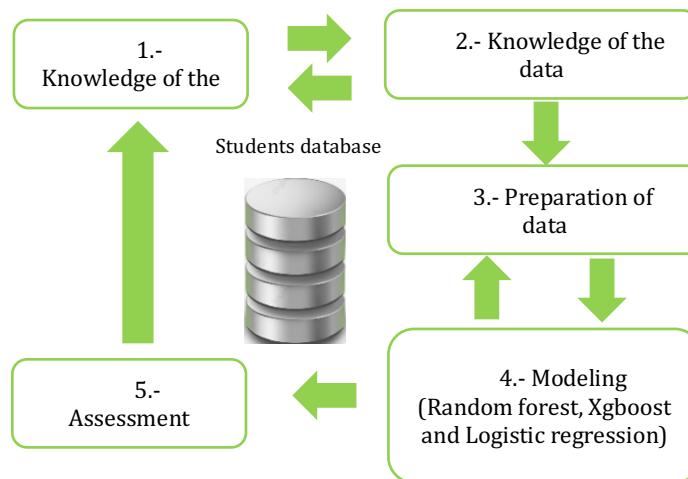 1.-
Knowledge of the
2.- Knowledge of the
data
Students database
3.- Preparation of
data
4.- Modeling
(Random forest, Xgboost
and Logistic regression)
5.-
Assessment